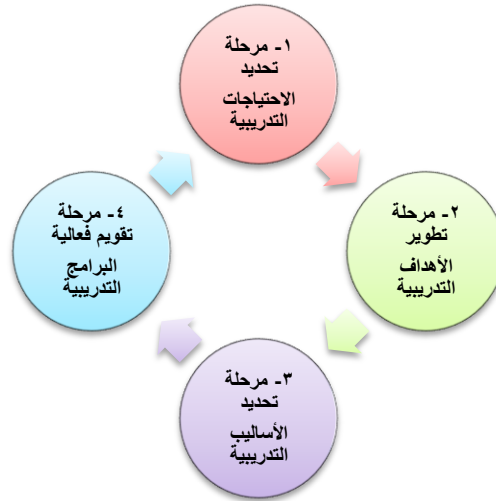 ١- مرحلة
تحديد
الاحتياجات
التدريبية
٢- مرحلة
تطوير
الأهداف
التدريبية
٣- مرحلة
تحديد
الأساليب
التدريبية
٤- مرحلة
تقويم فعالية
البرامج
التدريبية